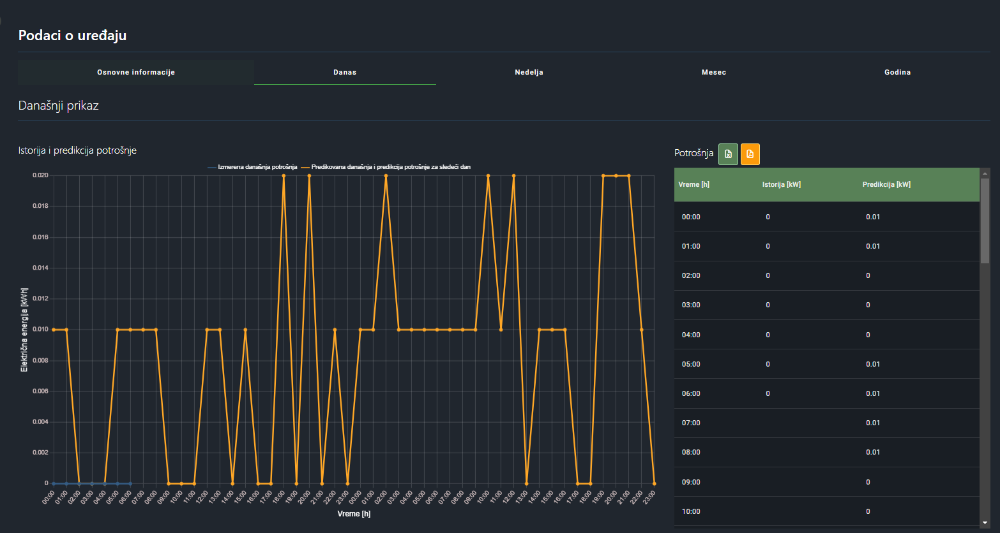 Podaci o uređaju
Osnovne informacije Danas Nedelja Mesec Godina
Današnji prikaz
Istorija i predikcija potrošnje
Izmerena današnja potrošnja Predikovana današnja i predikcija potrošnje za sledeći dan
0.020
0.018
0.016
0.014
0.012
0.010
0.008
0.006
0.004
0.002
0
Električna energija [kWh]
00:00 01:00 02:00 03:00 04:00 05:00 06:00 07:00 08:00 09:00 10:00 11:00 12:00 13:00 14:00 15:00 16:00 17:00 18:00 19:00 20:00 21:00 22:00 23:00 00:00 01:00 02:00 03:00 04:00 05:00 06:00 07:00 08:00 09:00 10:00 11:00 12:00 13:00 14:00 15:00 16:00 17:00 18:00 19:00 20:00 21:00 22:00 23:00
Vreme [h]
Potrošnja
Vreme [h] Istorija [kW] Predikcija [kW]
00:00 0 0.01
01:00 0 0.01
02:00 0 0
03:00 0 0
04:00 0 0
05:00 0 0.01
06:00 0 0.01
07:00 0.01
08:00 0.01
09:00 0
10:00 0